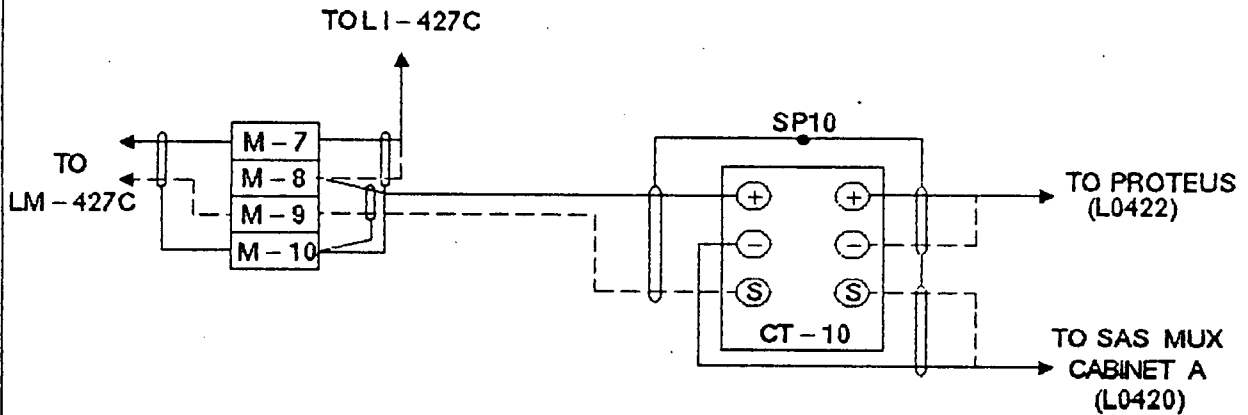 TO LI-427C
M-7
M-8
M-9
M-10
TO
LM-427C
SP10
+ +
- -
S S
CT-10
TO PROTEUS
(L0422)
TO SAS MUX
CABINET A
(L0420)